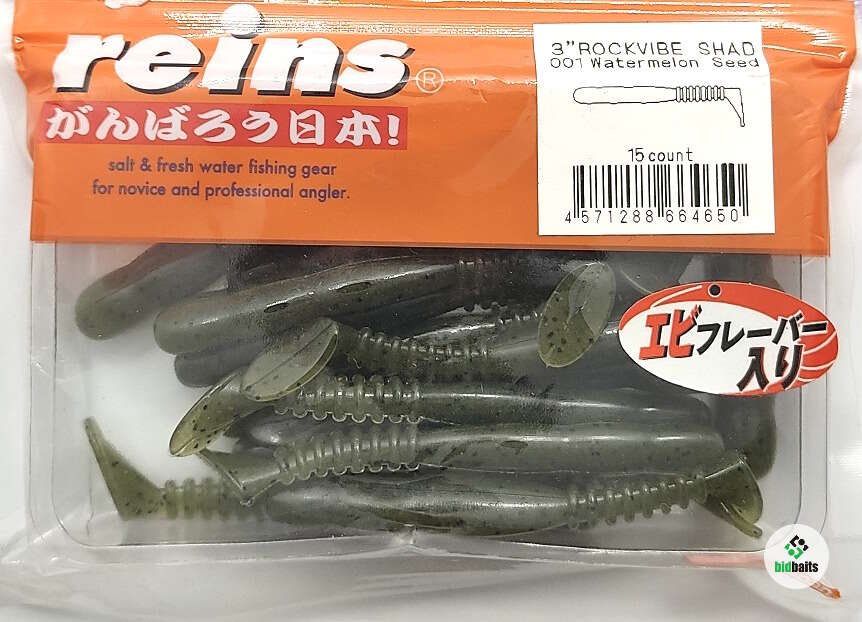 reins®
がんばろう日本!
salt & fresh water fishing gear
for novice and professional angler.
3"ROCKVIBE SHAD
001 Watermelon Seed
15 count
4 571288 664650
エビフレーバー
入り
bidbaits